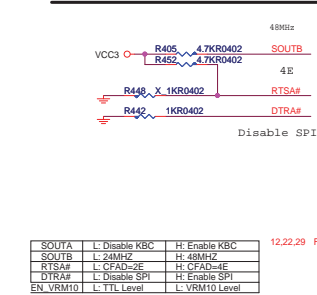 48MHz
VCC3 R405 4.7KR0402 SOUTB
R452 4.7KR0402
4E
R448 X_1KR0402 RTSA#
R442 1KR0402 DTRA#
Disable SPI
12,22,29
SOUTA L: Disable KBC H: Enable KBC
SOUTB L: 24MHZ H: 48MHZ
RTSA# L: CFAD=2E H: CFAD=4E
DTRA# L: Disable SPI H: Enable SPI
EN_VRM10 L: TTL Level H: VRM10 Level